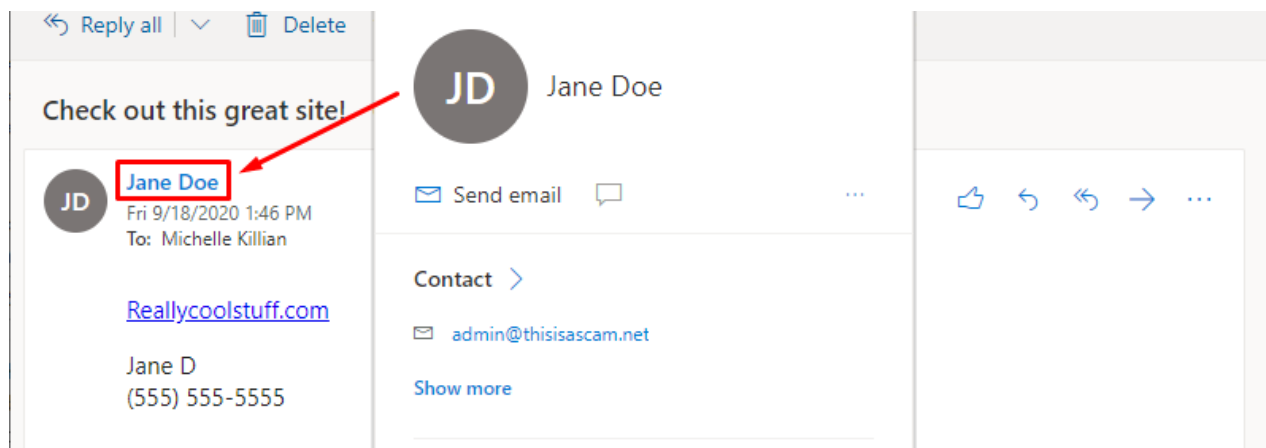 Reply all
Delete
Check out this great site!
JD
Jane Doe
Fri 9/18/2020 1:46 PM
To: Michelle Killian
Reallycoolstuff.com
Jane D
(555) 555-5555
JD
Jane Doe
Send email
...
Contact
admin@thisisascam.net
Show more
...